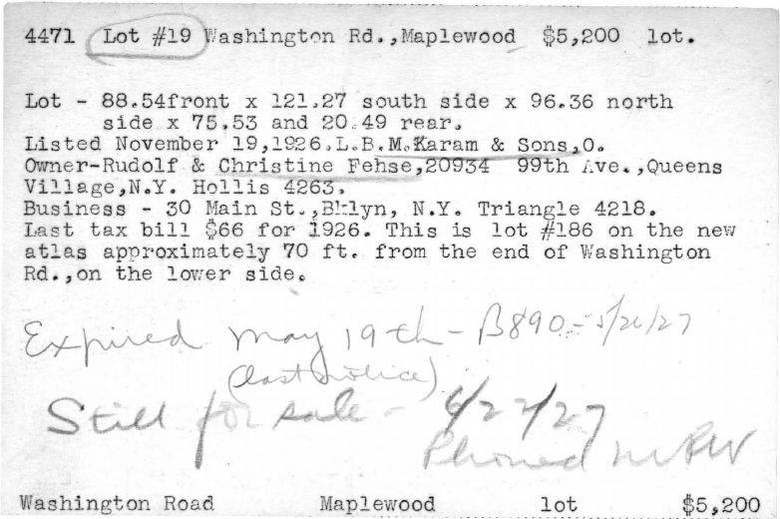 4471 Lot #19 Washington Rd.,Maplewood $5,200 lot.
Lot - 88.54front x 121.27 south side x 96.36 north
side x 75.53 and 20.49 rear.
Listed November 19,1926.L.B.M.Karam & Sons,O.
Owner-Rudolf & Christine Fehse,20934 99th Ave.,Queens
Village,N.Y. Hollis 4263.
Business - 30 Main St.,Bklyn, N.Y. Triangle 4218.
Last tax bill $66 for 1926. This is lot #186 on the new
atlas approximately 70 ft. from the end of Washington
Rd.,on the lower side.
Expired May 19th - B890 -
(last notice)
Still for sale - 6/27/27
Phoned
Washington Road Maplewood lot $5,200